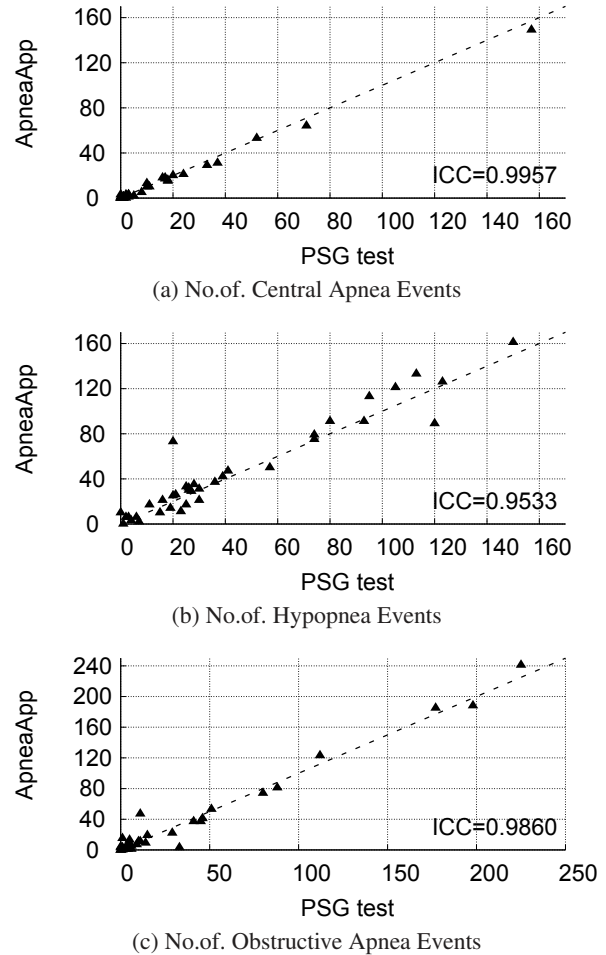 160
120
80
40
0
ApneaApp
ICC=0.9957
0 20 40 60 80 100 120 140 160
PSG test
(a) No.of. Central Apnea Events
160
120
80
40
0
ApneaApp
ICC=0.9533
0 20 40 60 80 100 120 140 160
PSG test
(b) No.of. Hypopnea Events
240
200
160
120
80
40
0
ApneaApp
ICC=0.9860
0 50 100 150 200 250
PSG test
(c) No.of. Obstructive Apnea Events